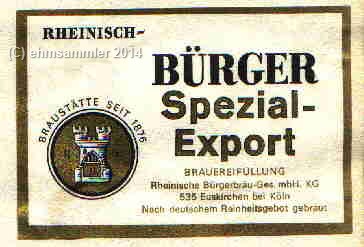 RHEINISCH-
(C) ehmsammler 2014
BÜRGER
Spezial-
Export
BRAUSTÄTTE SEIT 1876
BRAUEREIFÜLLUNG
Rheinische Bürgerbräu-Ges. mbH. KG
535 Euskirchen bei Köln
Nach deutschem Reinheitsgebot gebraut